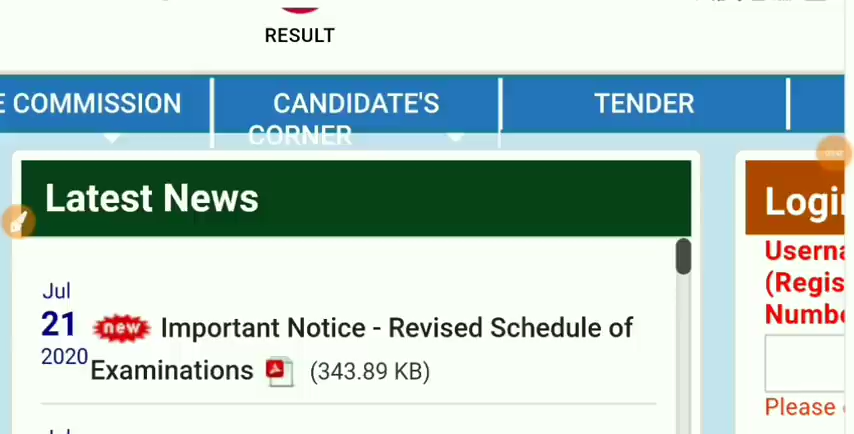 RESULT
E COMMISSION
CANDIDATE'S
CORNER
TENDER
Latest News
Jul
21
2020
new Important Notice - Revised Schedule of
Examinations (343.89 KB)
Logi
Userna
(Regis
Numbe
Please